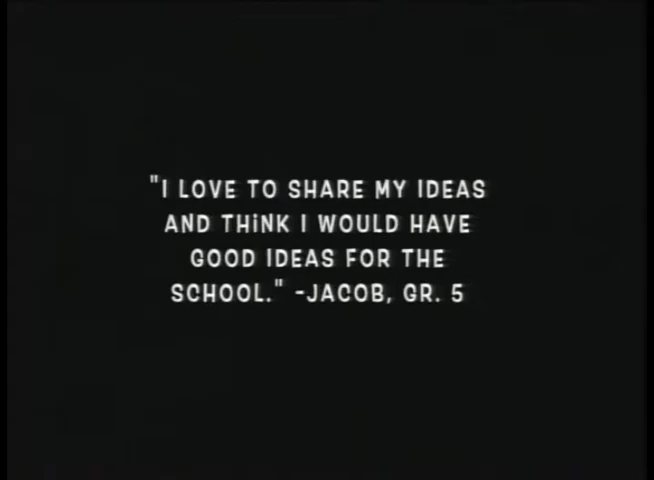 "I LOVE TO SHARE MY IDEAS
AND THiNK I WOULD HAVE
GOOD IDEAS FOR THE
SCHOOL." -JACOB, GR. 5